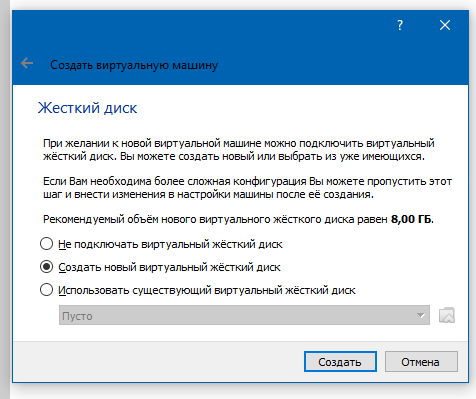 ?
Создать виртуальную машину
Жесткий диск
При желании к новой виртуальной машине можно подключить виртуальный
жёсткий диск. Вы можете создать новый или выбрать из уже имеющихся.
Если Вам необходима более сложная конфигурация Вы можете пропустить этот
шаг и внести изменения в настройки машины после её создания.
Рекомендуемый объём нового виртуального жёсткого диска равен 8,00 ГБ.
Не подключать виртуальный жёсткий диск
Создать новый виртуальный жёсткий диск
Использовать существующий виртуальный жёсткий диск
Пусто
Создать
Отмена